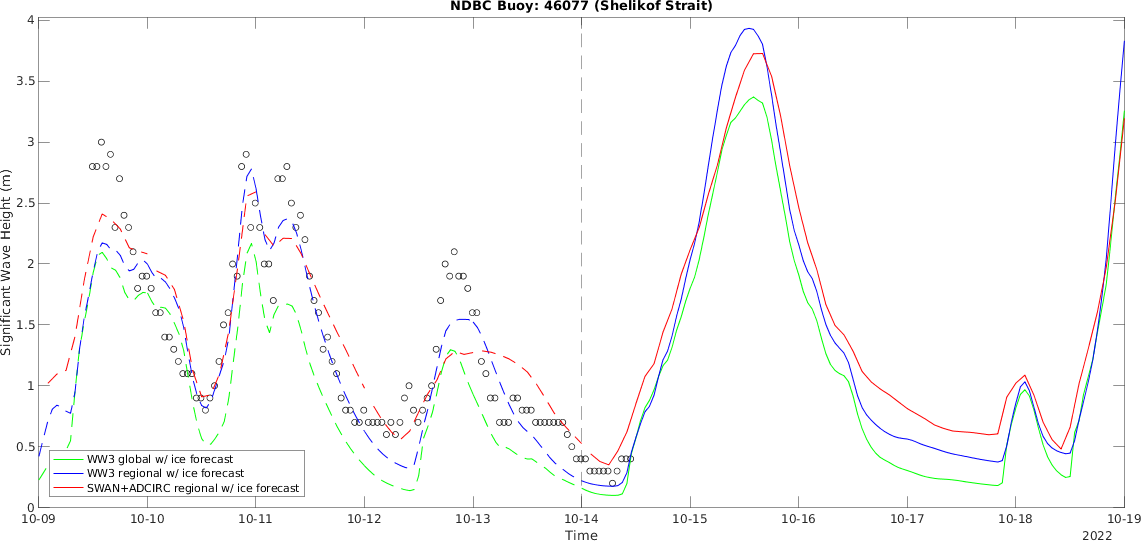 NDBC Buoy: 46077 (Shelikof Strait)
4
3.5
3
2.5
2
1.5
1
0.5
0
Significant Wave Height (m)
WW3 global w/ ice forecast
WW3 regional w/ ice forecast
SWAN+ADCIRC regional w/ ice forecast
10-09 10-10 10-11 10-12 10-13 10-14 10-15 10-16 10-17 10-18 10-19
Time
2022